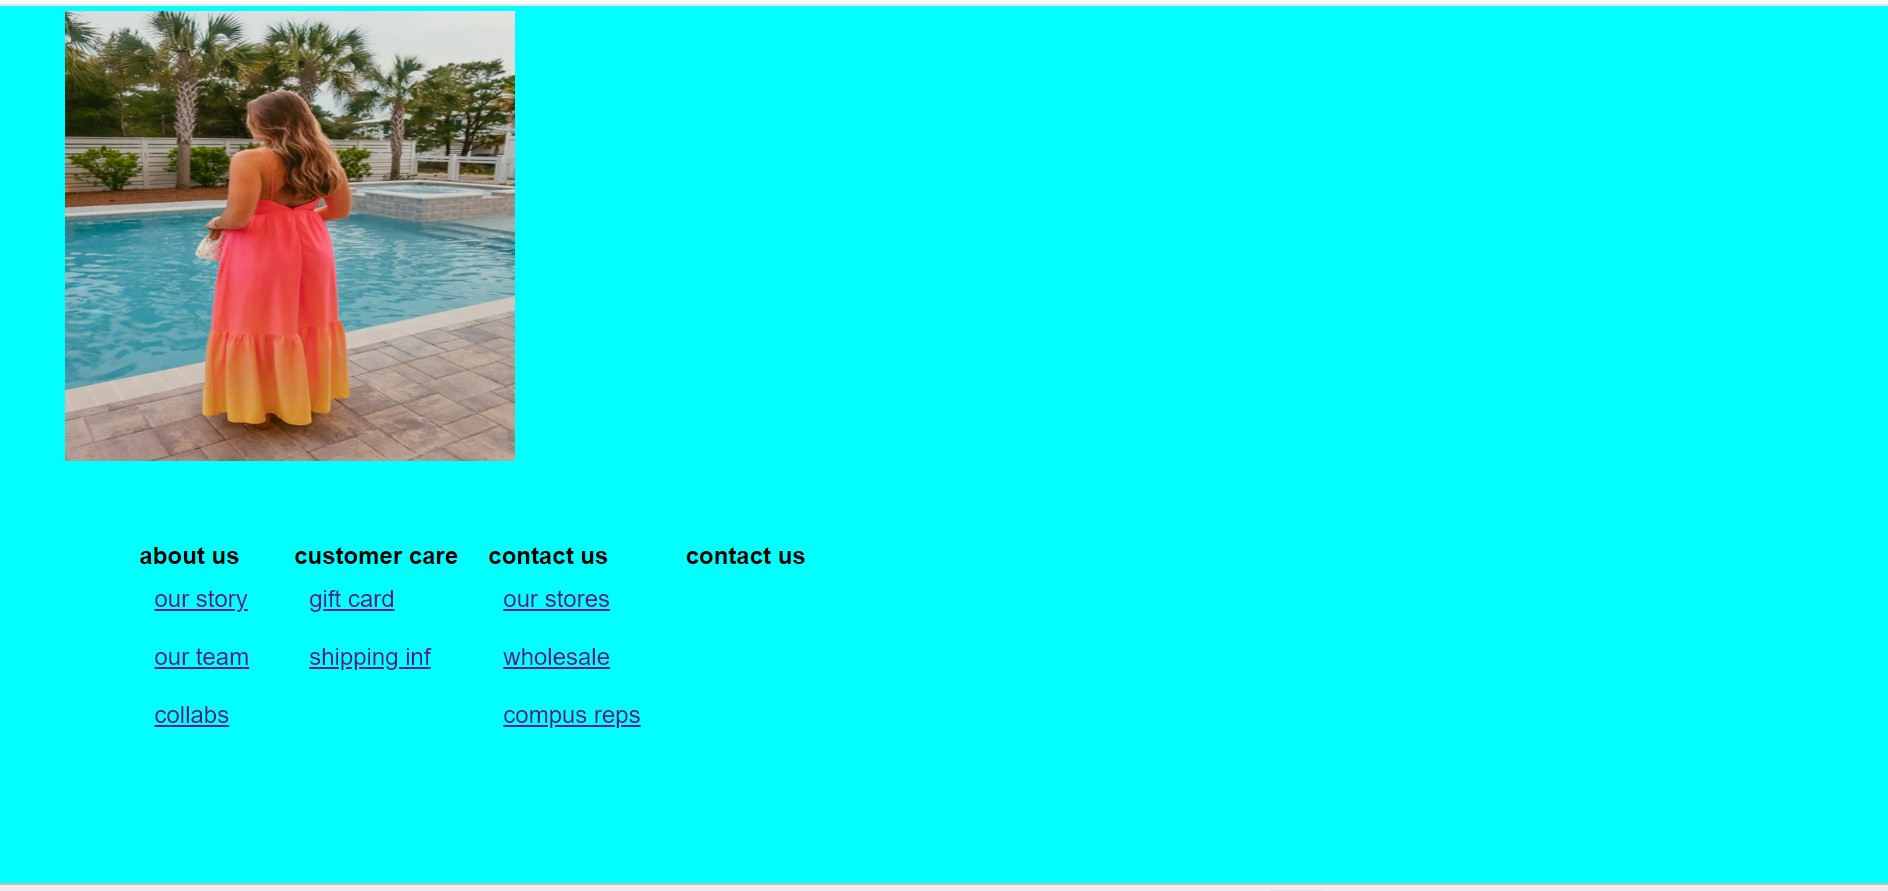 about us customer care contact us contact us
our story gift card our stores
our team shipping inf wholesale
collabs compus reps